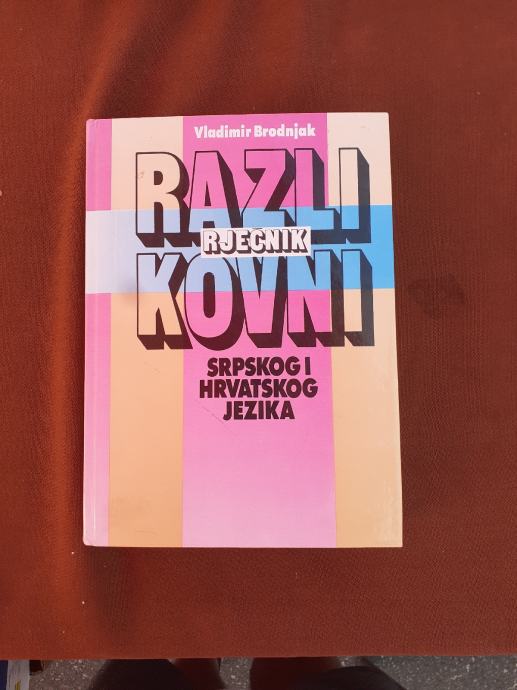 Vladimir Brodnjak
RAZLI
RJEČNIK
KOVNI
SRPSKOG I
HRVATSKOG
JEZIKA